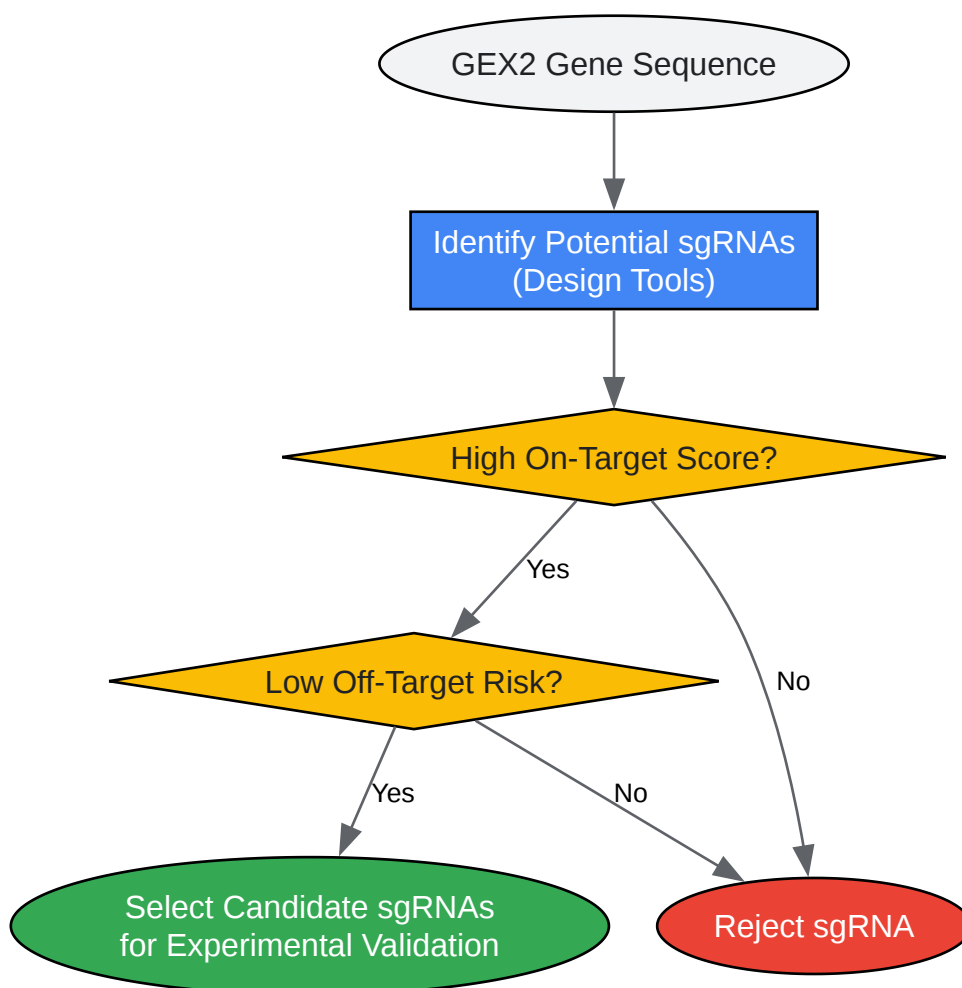 GEX2 Gene Sequence
Identify Potential sgRNAs
(Design Tools)
High On-Target Score?
Yes
No
Low Off-Target Risk?
Yes
No
Select Candidate sgRNAs
for Experimental Validation
Reject sgRNA